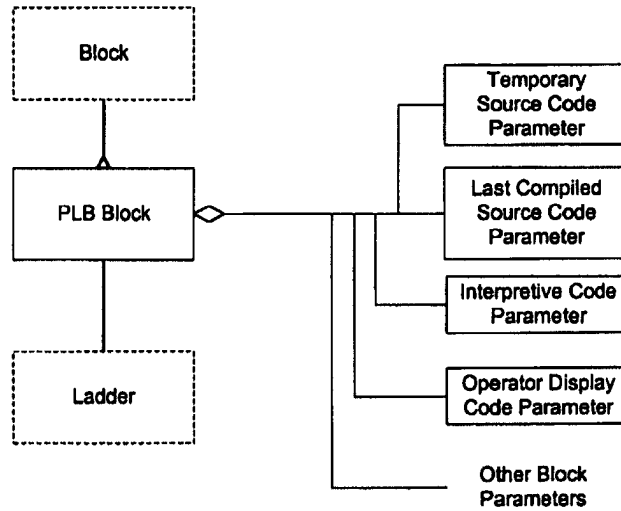 Block
PLB Block
Ladder
Temporary
Source Code
Parameter
Last Compiled
Source Code
Parameter
Interpretive Code
Parameter
Operator Display
Code Parameter
Other Block
Parameters